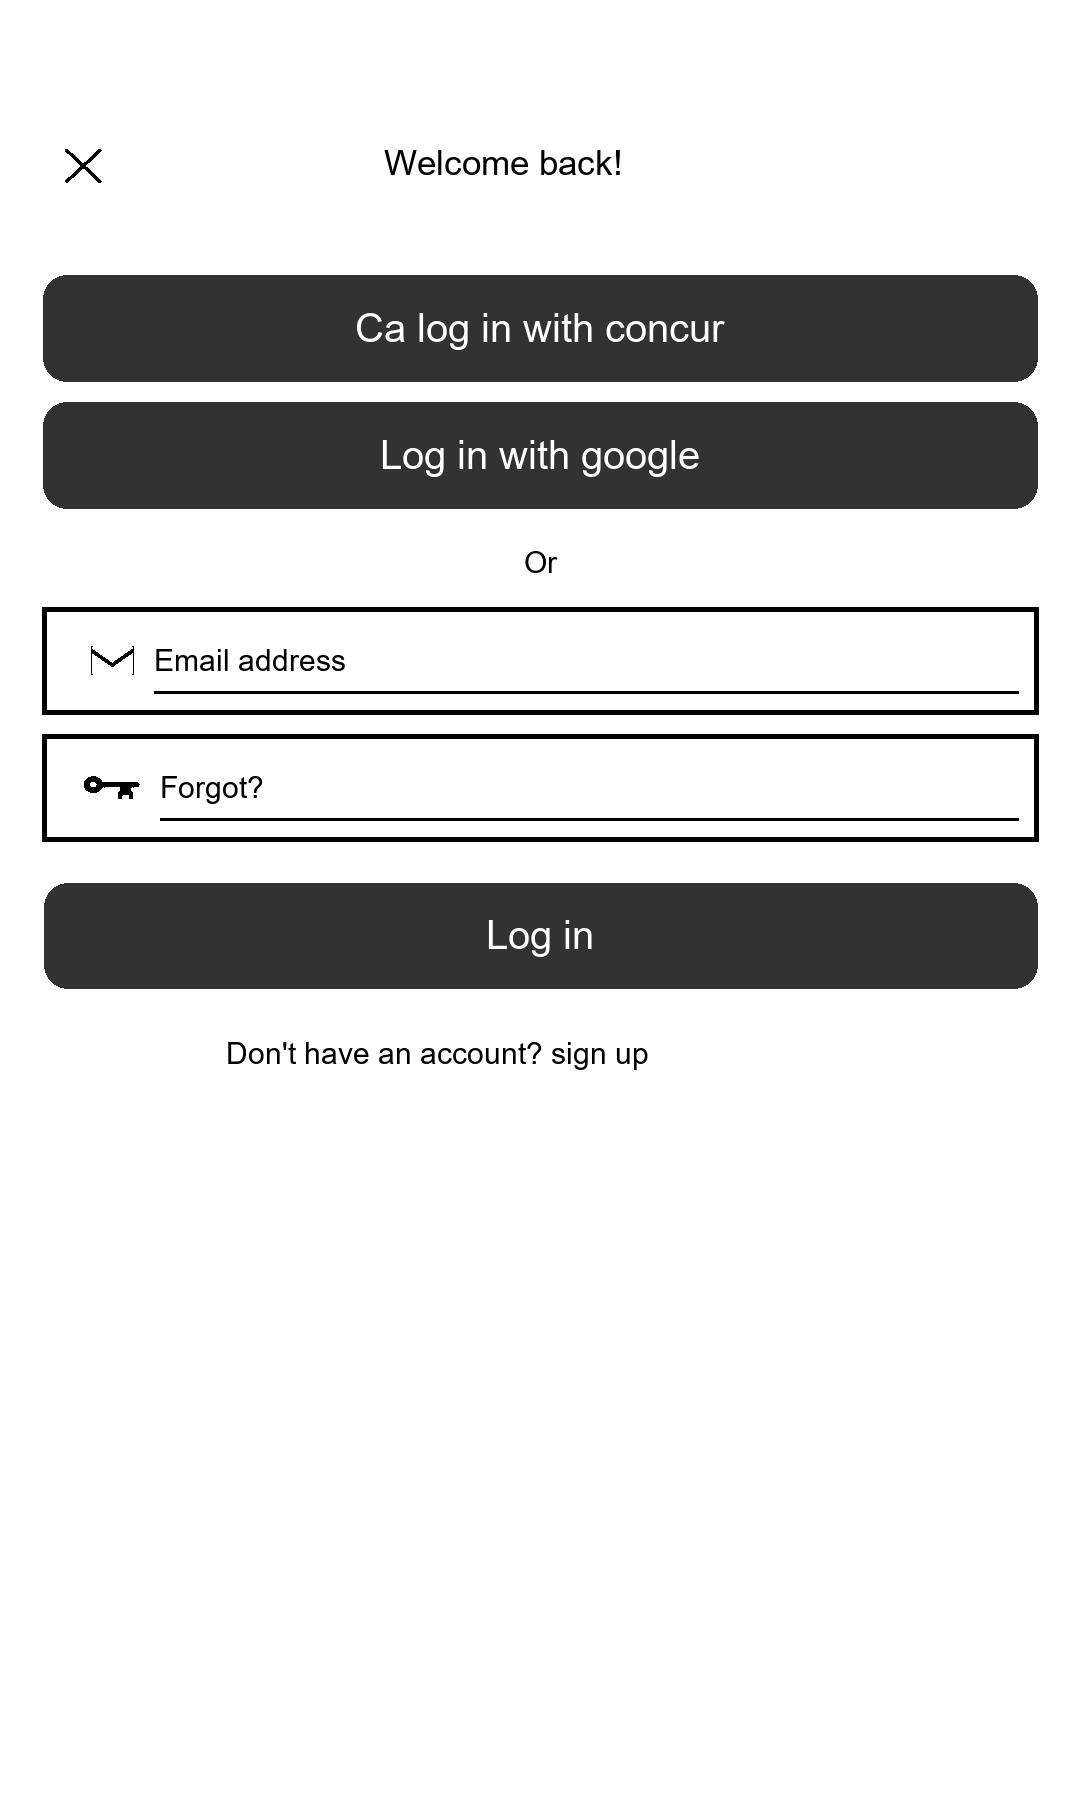 Welcome back!
Ca log in with concur
Log in with google
Or
Email address
Forgot?
Log in
Don't have an account? sign up